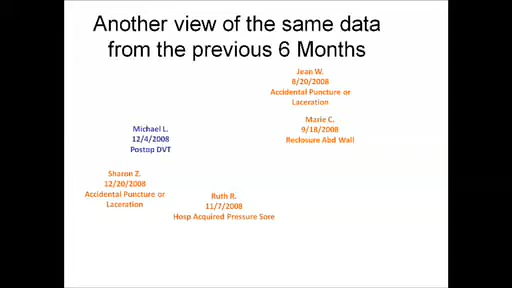 Another view of the same data
from the previous 6 Months
Jean W.
8/20/2008
Accidental Puncture or
Laceration
Marie C.
9/18/2008
Reclosure Abd Wall
Michael L.
12/4/2008
Postop DVT
Sharon Z.
12/20/2008
Accidental Puncture or
Laceration
Ruth R.
11/7/2008
Hosp Acquired Pressure Sore